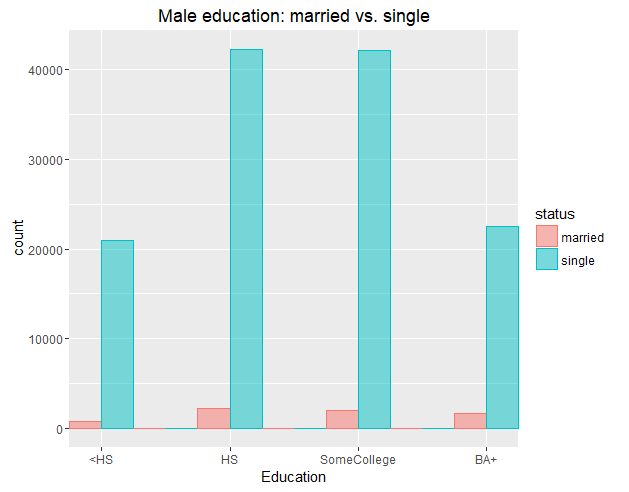 Male education: married vs. single
count
40000
30000
20000
10000
0
<HS
HS
SomeCollege
BA+
Education
status
married
single